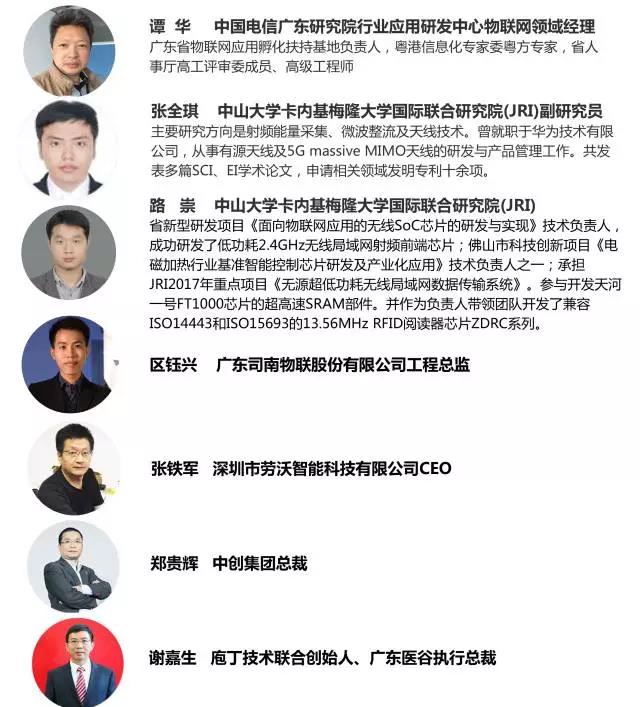 谭 华 中国电信广东研究院行业应用研发中心物联网领域经理
广东省物联网应用孵化扶持基地负责人，粤港信息化专家委粤方专家，省人
事厅高工评审委成员、高级工程师
张全琪 中山大学卡内基梅隆大学国际联合研究院(JRI)副研究员
主要研究方向是射频能量采集、微波整流及天线技术。曾就职于华为技术有限
公司，从事有源天线及5G massive MIMO天线的研发与产品管理工作。共发
表多篇SCI、EI学术论文，申请相关领域发明专利十余项。
路 崇 中山大学卡内基梅隆大学国际联合研究院(JRI)
省新型研发项目《面向物联网应用的无线SoC芯片的研发与实现》技术负责人，
成功研发了低功耗2.4GHz无线局域网射频前端芯片；佛山市科技创新项目《电
磁加热行业基准智能控制芯片研发及产业化应用》技术负责人之一；承担
JRI2017年重点项目《无源超低功耗无线局域网数据传输系统》。参与开发天河
一号FT1000芯片的超高速SRAM部件。并作为负责人带领团队开发了兼容
ISO14443和ISO15693的13.56MHz RFID阅读器芯片ZDRC系列。
区钰兴 广东司南物联股份有限公司工程总监
张铁军 深圳市劳沃智能科技有限公司CEO
郑贵辉 中创集团总裁
谢嘉生 庖丁技术联合创始人、广东医谷执行总裁